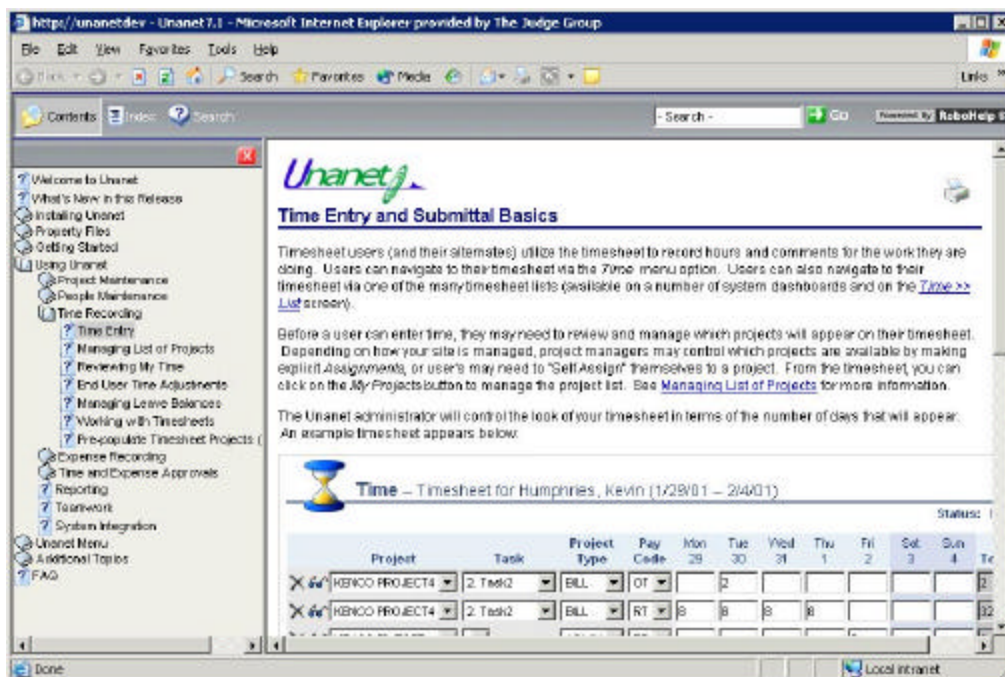 http://unanetdev - Unanet7.1 - Microsoft Internet Explorer provided by The Judge Group
File Edit View Favorites Tools Help
Back Search Favorites Media Links »
Contents Index Search - Search - Go Powered By RoboHelp
? Welcome to Unanet
? What's New in this Release
Installing Unanet
Property Files
Getting Started
Using Unanet
Project Maintenance
People Maintenance
Time Recording
? Time Entry
? Managing List of Projects
? Reviewing My Time
? End User Time Adjustments
? Managing Leave Balances
? Working with Timesheets
? Pre-populate Timesheet Projects (
Expense Recording
Time and Expense Approvals
? Reporting
? Teamwork
? System Integration
Unanet Menu
Additional Topics
? FAQ
Unanet
Time Entry and Submittal Basics
Timesheet users (and their alternates) utilize the timesheet to record hours and comments for the work they are
doing. Users can navigate to their timesheet via the Time menu option. Users can also navigate to their
timesheet via one of the many timesheet lists (available on a number of system dashboards and on the Time >>
List screen).
Before a user can enter time, they may need to review and manage which projects will appear on their timesheet.
Depending on how your site is managed, project managers may control which projects are available by making
explicit Assignments, or user's may need to "Self Assign" themselves to a project. From the timesheet, you can
click on the My Projects button to manage the project list. See Managing List of Projects for more information.
The Unanet administrator will control the look of your timesheet in terms of the number of days that will appear.
An example timesheet appears below:
Time – Timesheet for Humphries, Kevin (1/29/01 – 2/4/01)
Status:
Project Task Project Type Pay Code Mon 29 Tue 30 Wed 31 Thu 1 Fri 2 Sat 3 Sun 4
KENCO PROJECT4 2. Task2 BILL OT 2 2
KENCO PROJECT4 2. Task2 BILL RT 8 8 8 8 32
Done Local intranet